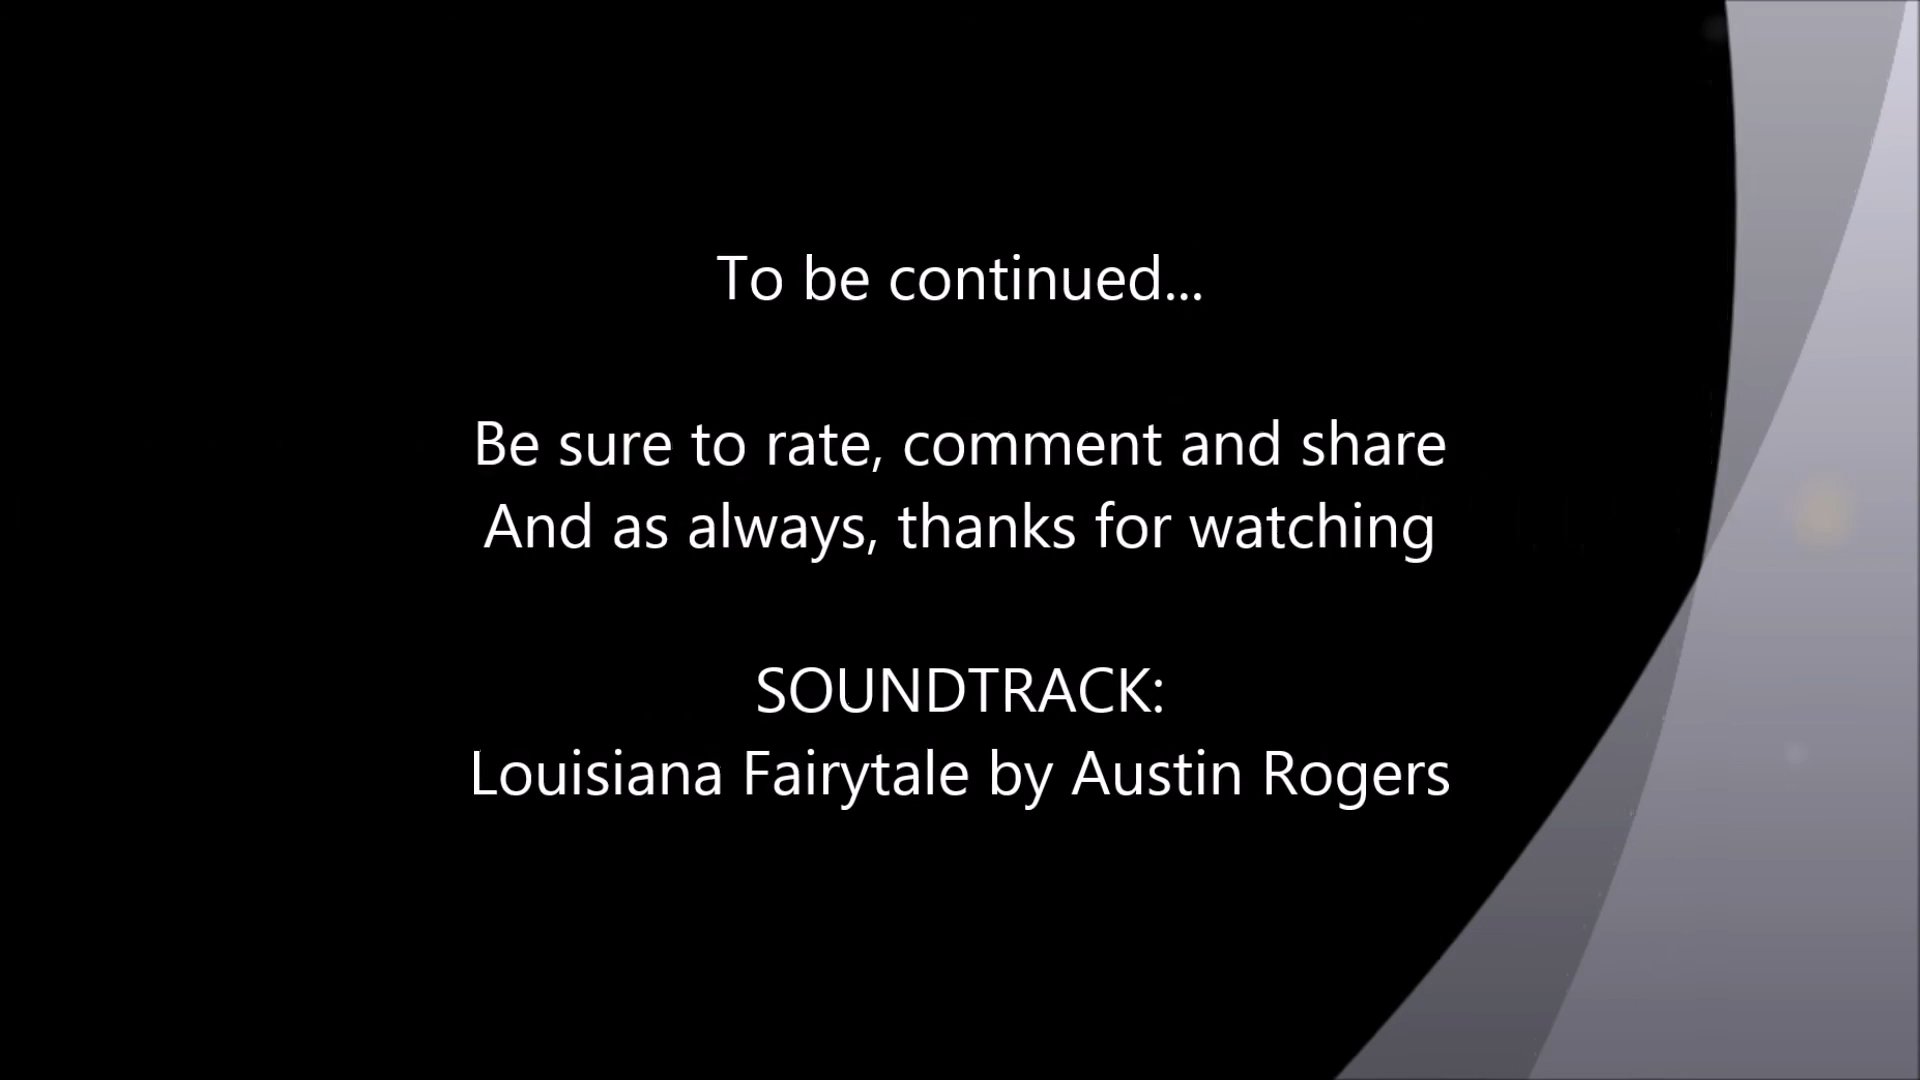 To be continued...
Be sure to rate, comment and share
And as always, thanks for watching
SOUNDTRACK:
Louisiana Fairytale by Austin Rogers